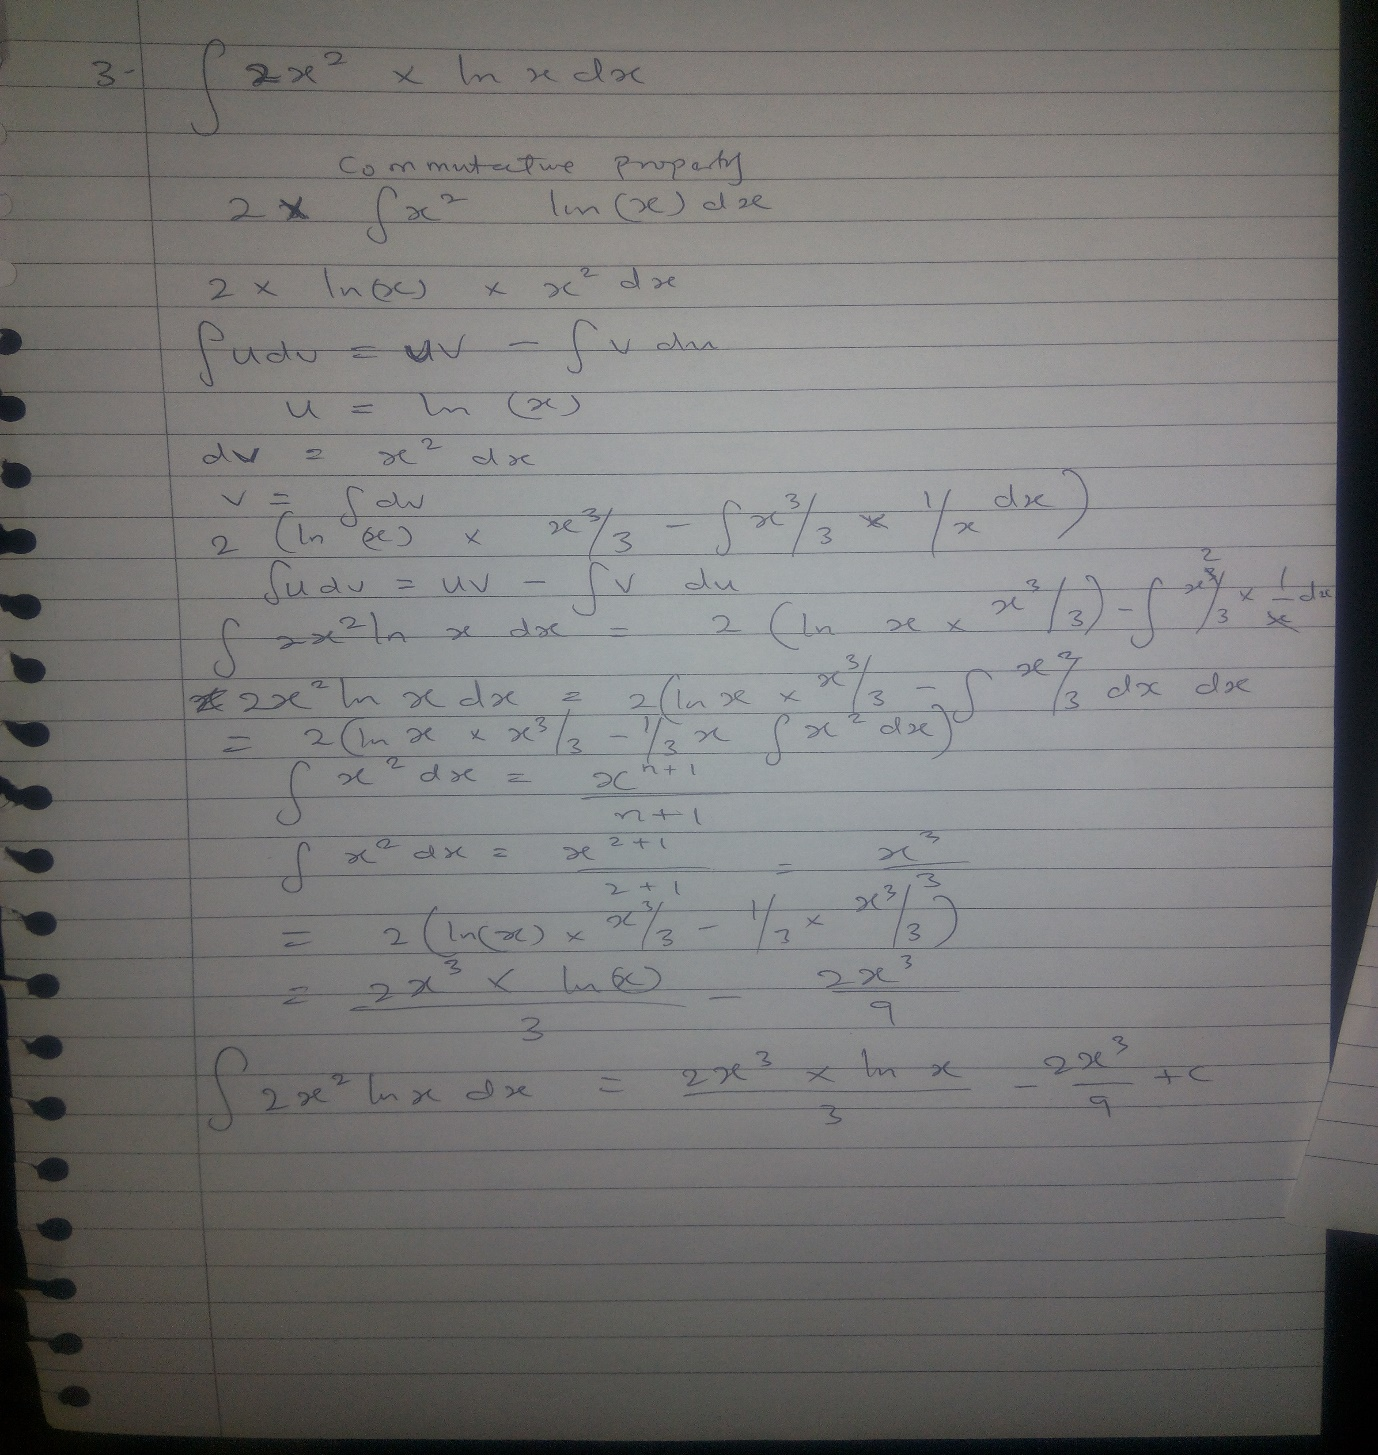 3- ∫ 2x² × ln x dx
Commutative property
2 × ∫x² ln(x) dx
2 × ln(x) × x² dx
∫udv = uv - ∫v du
u = ln (x)
dv = x² dx
v = ∫dv
2 (ln (x) × x³/3 - ∫x³/3 * 1/x dx)
∫udv = uv - ∫v du
∫ 2x² ln x dx = 2 (ln x × x³/3) - ∫ x²/3 × 1/x dx
2x² ln x dx = 2(ln x × x³/3 - ∫ x²/3 dx dx
= 2(ln x × x³/3 - 1/3 x ∫ x² dx)
∫ x² dx = xⁿ⁺¹/n+1
∫ x² dx = x²⁺¹/2+1 = x³/3
= 2 (ln(x) × x³/3 - 1/3 × x³/3)
= 2x³ × ln(x)/3 - 2x³/9
∫ 2x² ln x dx = 2x³ × ln x/3 - 2x³/9 + c